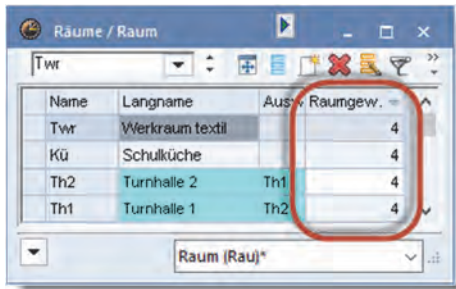 Räume / Raum
Twr
Name Langname Ausw Raumgew.
Twr Werkraum textil 4
Kü Schulküche 4
Th2 Turnhalle 2 Th1 4
Th1 Turnhalle 1 Th2 4
Raum (Rau)*